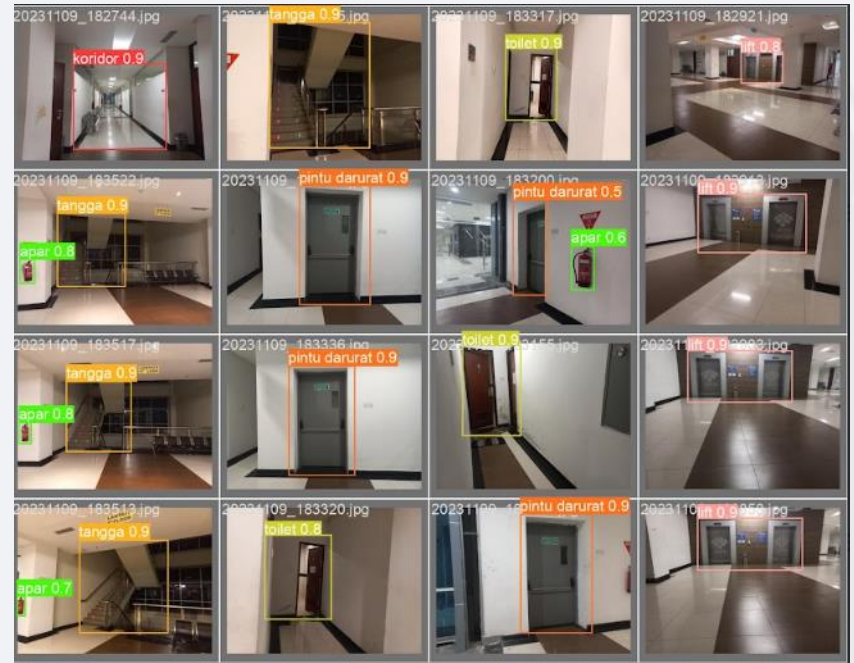 20231109_182744.jpg
koridor 0.9
tangga 0.9
20231109_183317.jpg
toilet 0.9
20231109_182921.jpg
lift 0.8
20231109_183522.jpg
tangga 0.9
apar 0.8
20231109
pintu darurat 0.9
20231109_183200.jpg
pintu darurat 0.5
apar 0.6
20231109
lift 0.9
20231109_183517.jpg
tangga 0.9
apar 0.8
20231109_183336.jpg
pintu darurat 0.9
toilet 0.9
lift 0.9
20231109_183513.jpg
tangga 0.9
apar 0.7
20231109_183320.jpg
toilet 0.8
pintu darurat 0.9
lift 0.9